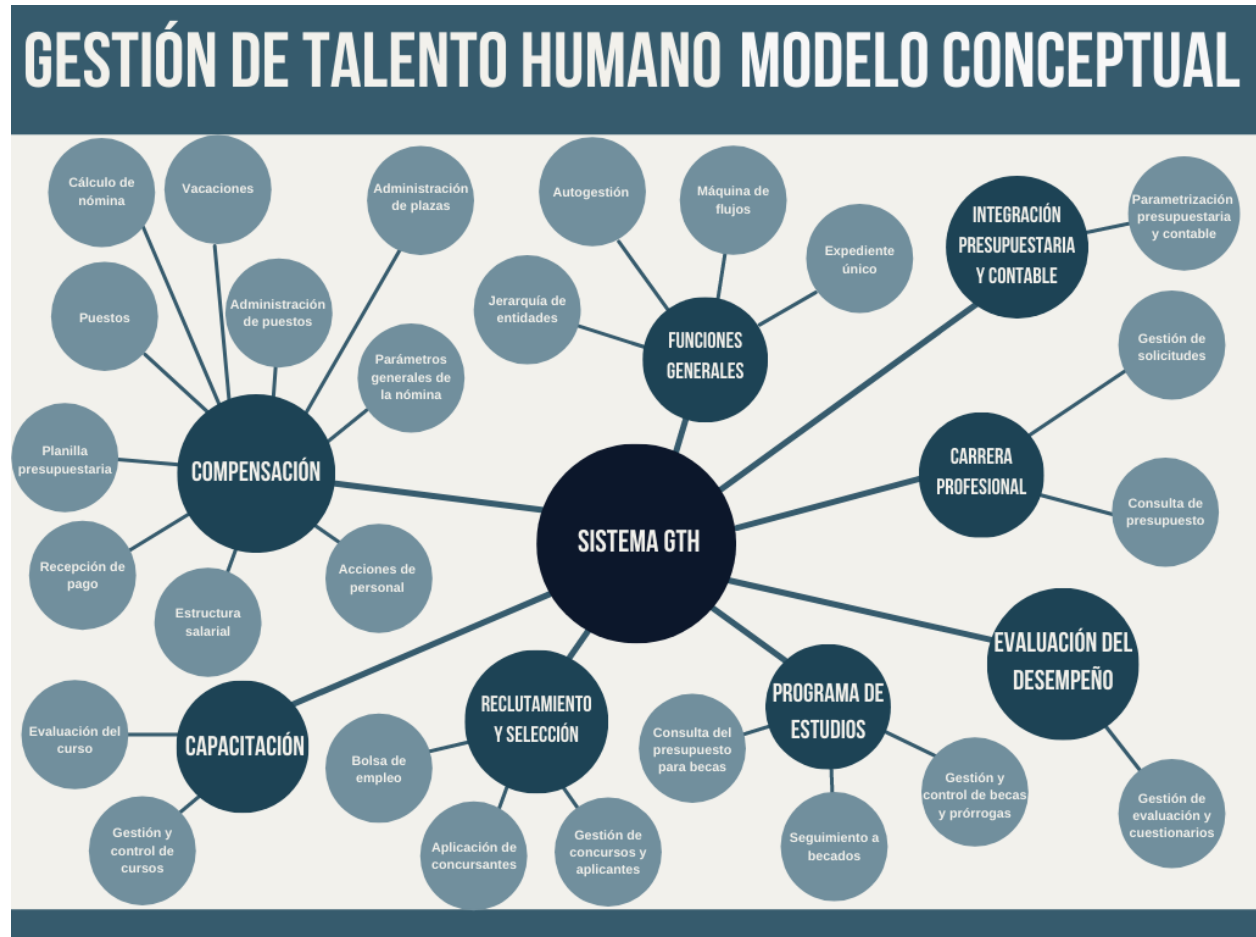 GESTIÓN DE TALENTO HUMANO MODELO CONCEPTUAL
Cálculo de
nómina
Vacaciones
Administración
de plazas
Puestos
Administración
de puestos
Parámetros
generales de
la nómina
Planilla
presupuestaria
COMPENSACIÓN
Recepción de
pago
Estructura
salarial
Acciones de
personal
Autogestión
Máquina de
flujos
Expediente
único
Jerarquía de
entidades
FUNCIONES
GENERALES
INTEGRACIÓN
PRESUPUESTARIA
Y CONTABLE
Parametrización
presupuestaria
y contable
Gestión de
solicitudes
CARRERA
PROFESIONAL
Consulta de
presupuesto
SISTEMA GTH
EVALUACIÓN DEL
DESEMPEÑO
Gestión de
evaluación y
cuestionarios
PROGRAMA DE
ESTUDIOS
Consulta del
presupuesto
para becas
Seguimiento a
becados
Gestión y
control de becas
y prórrogas
RECLUTAMIENTO
Y SELECCIÓN
Bolsa de
empleo
Aplicación de
concursantes
Gestión de
concursos y
aplicantes
CAPACITACIÓN
Evaluación del
curso
Gestión y
control de
cursos